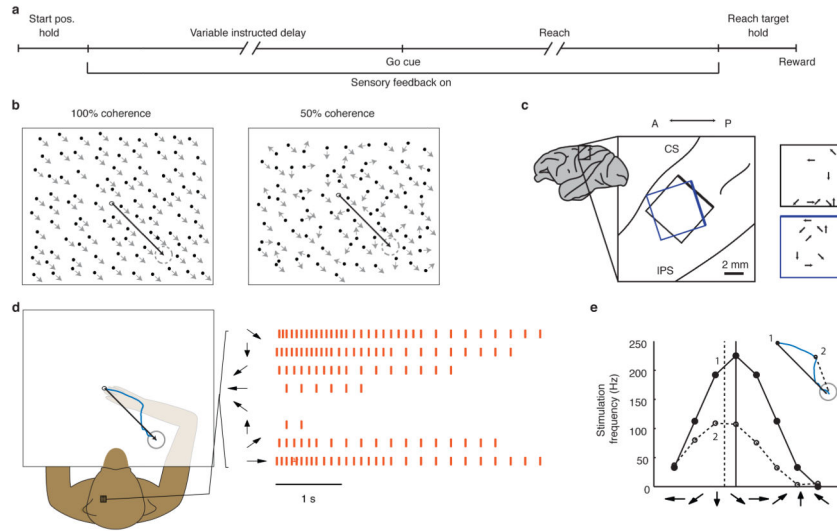 a
Start pos.
hold
Variable instructed delay
Reach
Reach target
hold
Go cue
Reward
Sensory feedback on
b
100% coherence
50% coherence
c
A
P
CS
IPS
2 mm
d
1 s
e
250
200
150
100
50
0
Stimulation
frequency (Hz)
1
2
1
2